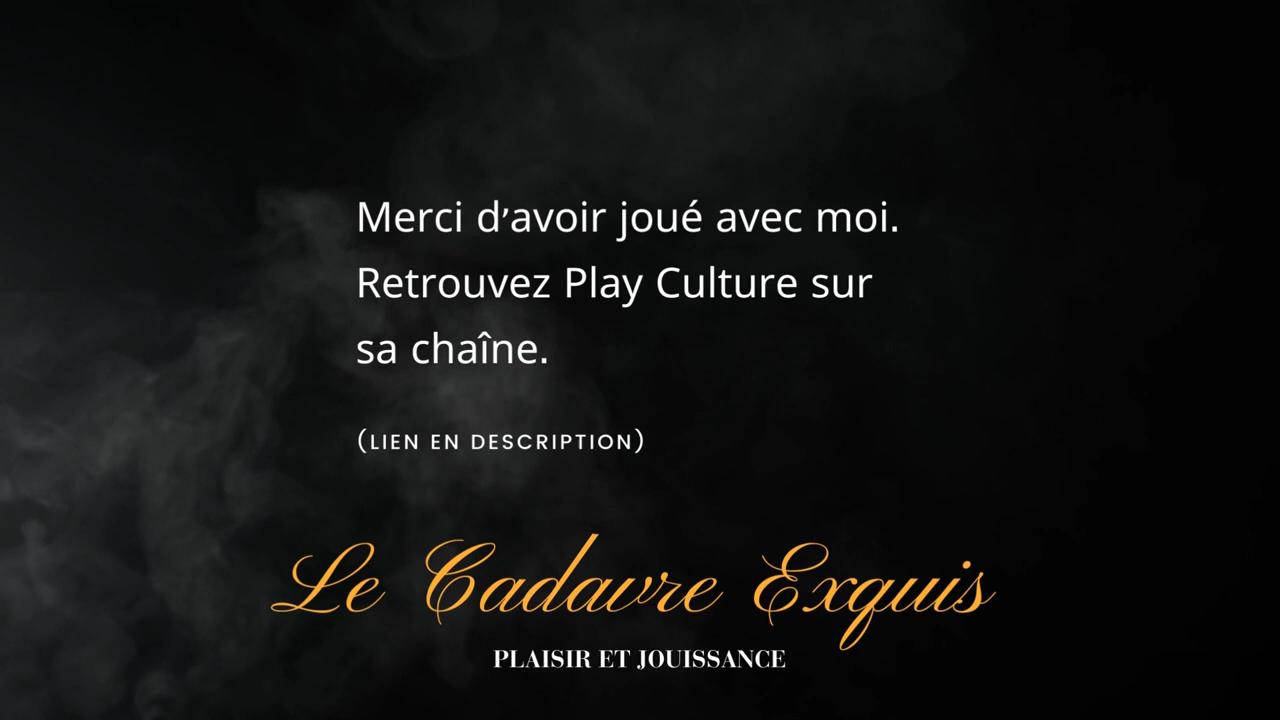 Merci d'avoir joué avec moi.
Retrouvez Play Culture sur
sa chaîne.
(LIEN EN DESCRIPTION)
Le Cadavre Exquis
PLAISIR ET JOUISSANCE